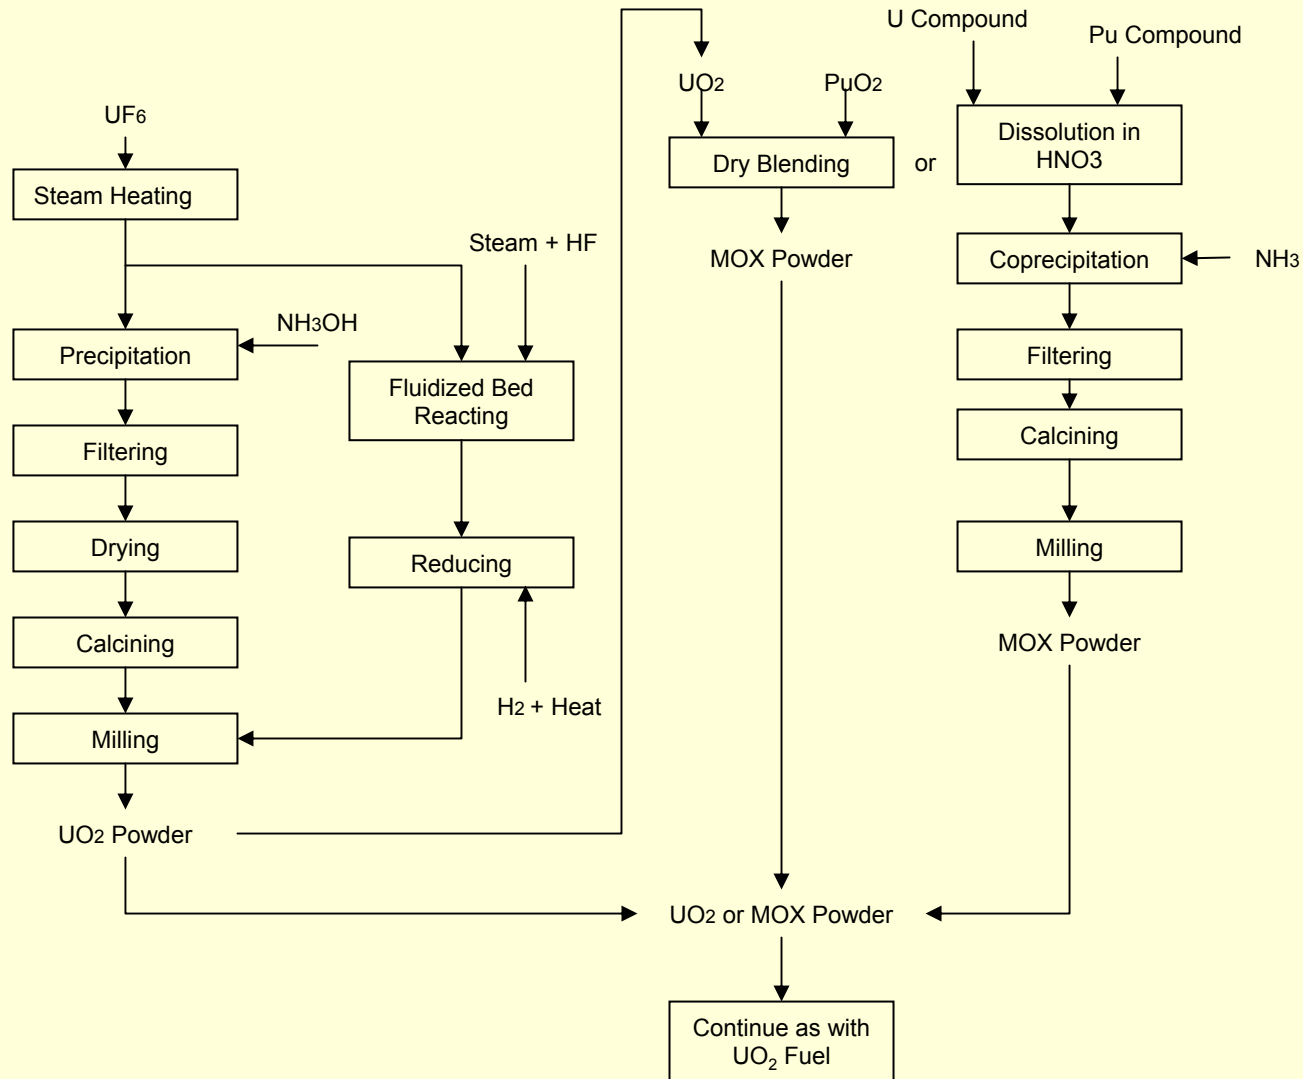 U Compound
Pu Compound
UO2
PuO2
UF6
Dissolution in
HNO3
Dry Blending
or
Steam Heating
Steam + HF
MOX Powder
Coprecipitation
NH3
NH3OH
Precipitation
Filtering
Fluidized Bed
Reacting
Calcining
Filtering
Drying
Reducing
Milling
Calcining
MOX Powder
H2 + Heat
Milling
UO2 Powder
UO2 or MOX Powder
Continue as with
UO2 Fuel